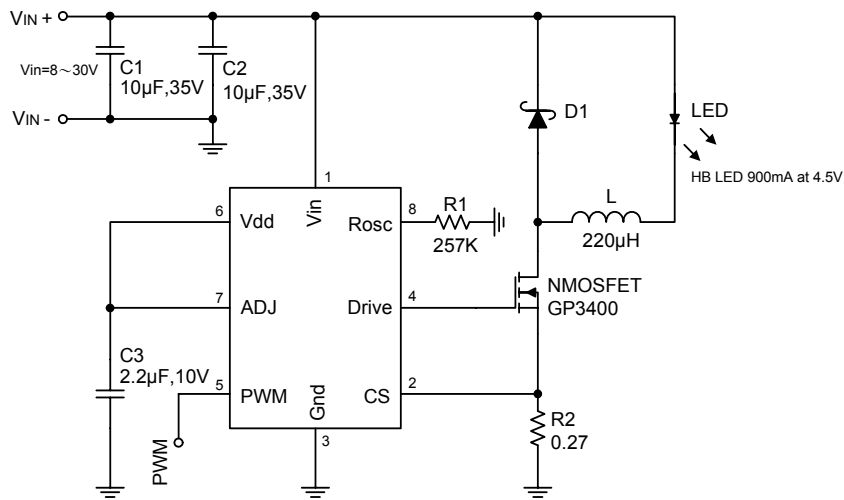 VIN +
Vin=8～30V
C1
10µF,35V
C2
10µF,35V
VIN -
D1
LED
HB LED 900mA at 4.5V
L
220µH
1
Vin
6
Vdd
8
Rosc
R1
257K
7
ADJ
4
Drive
NMOSFET
GP3400
C3
2.2µF,10V
5
PWM
2
CS
Gnd
3
R2
0.27
PWM